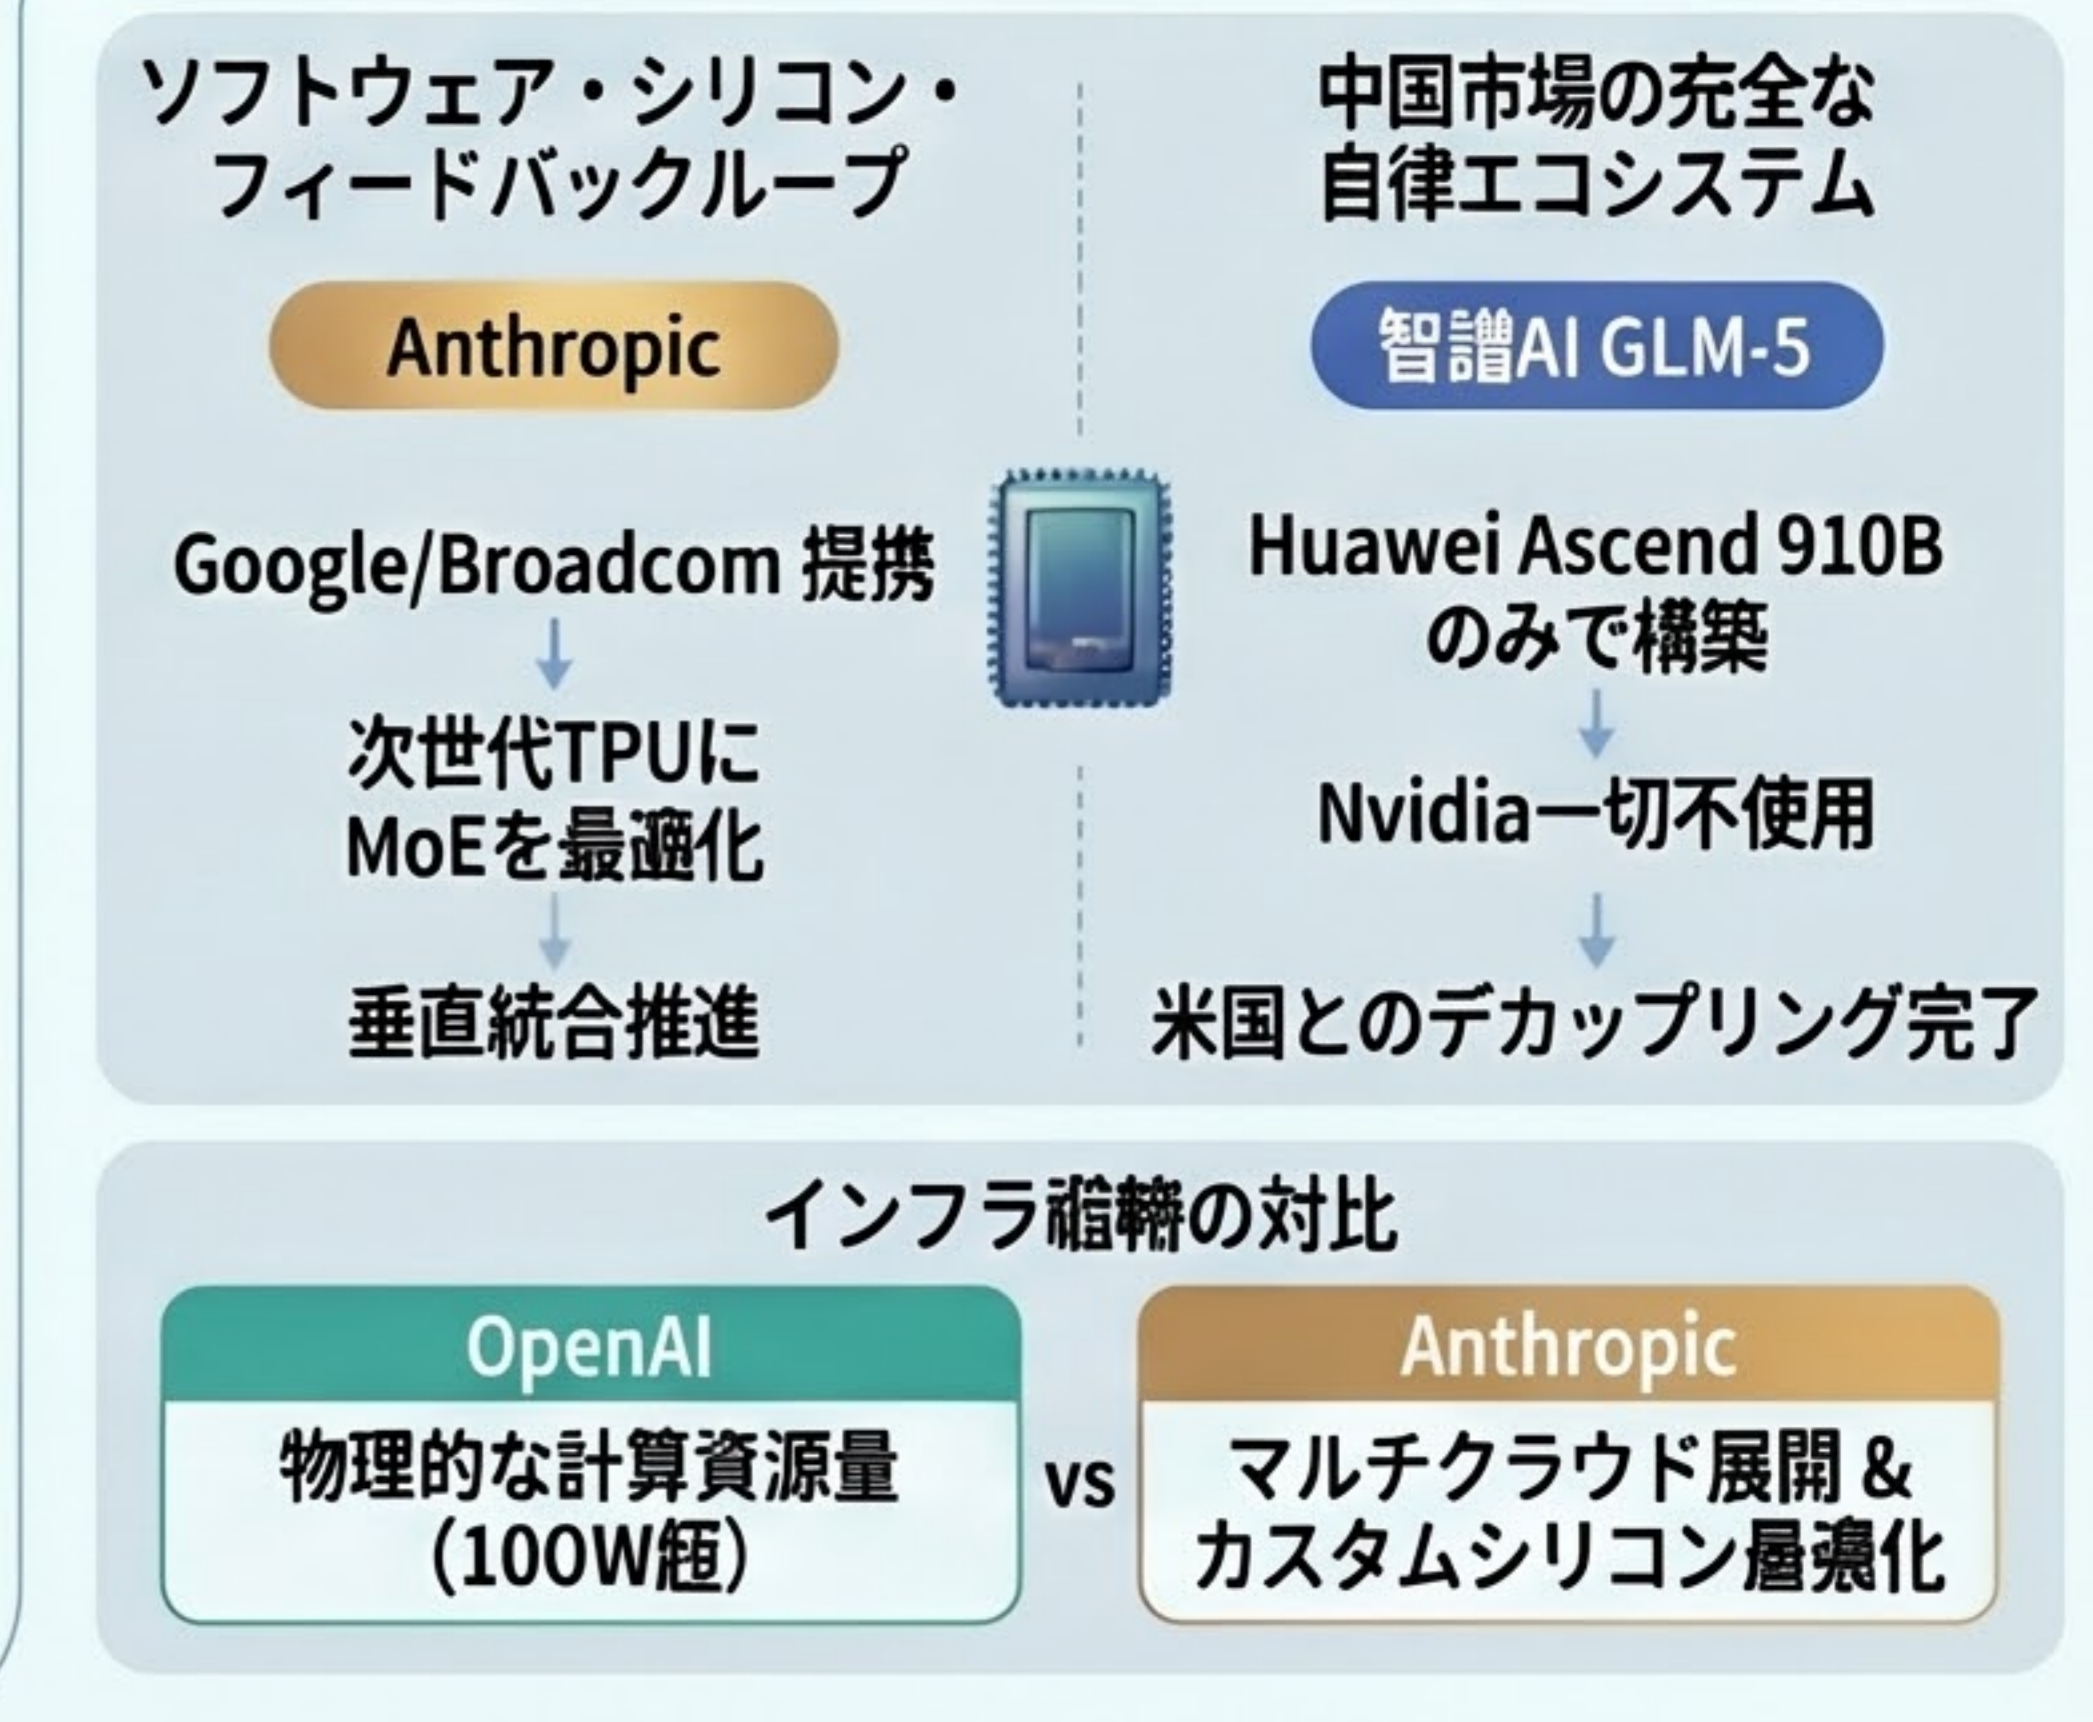 ソフトウェア・シリコン・
フィードバックループ
Anthropic
Google/Broadcom 提携
次世代TPUに
MoEを最適化
垂直統合推進
中国市場の完全な
自律エコシステム
智譜AI GLM-5
Huawei Ascend 910B
のみで構築
Nvidia一切不使用
米国とのデカップリング完了
インフラの対比
OpenAI
物理的な計算資源量
(100W)
vs
Anthropic
マルチクラウド展開 &
カスタムシリコン化